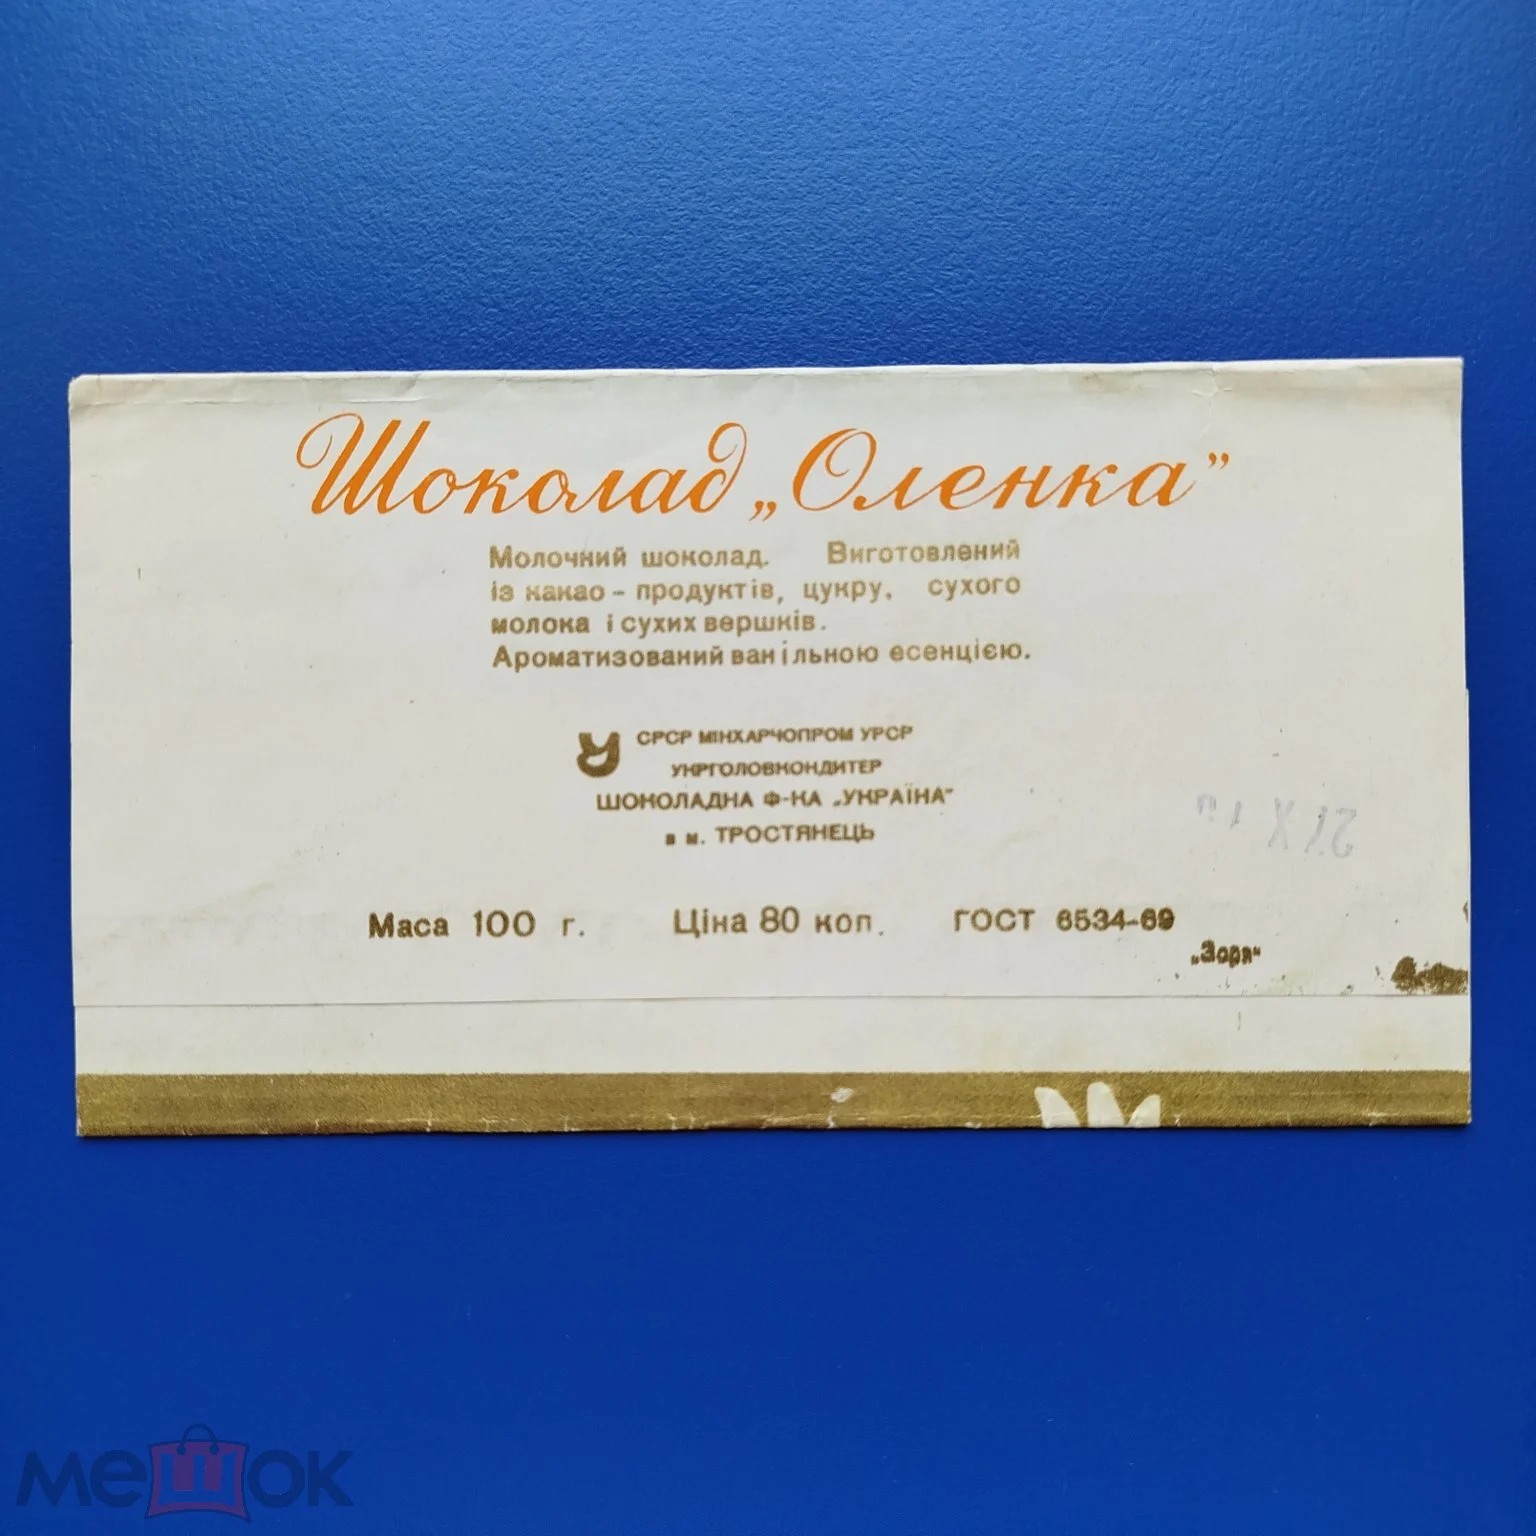 Шоколад „Оленка”
Молочний шоколад. Виготовлений
із какао – продуктів, цукру, сухого
молока і сухих вершків.
Ароматизований ванільною есенцією.
СРСР МІНХАРЧОПРОМ УРСР
УКРГОЛОВКОНДИТЕР
ШОКОЛАДНА Ф-КА „УКРАЇНА"
в м. ТРОСТЯНЕЦЬ
Маса 100 г. Ціна 80 коп. ГОСТ 6534-69
„Зоря“
мешок